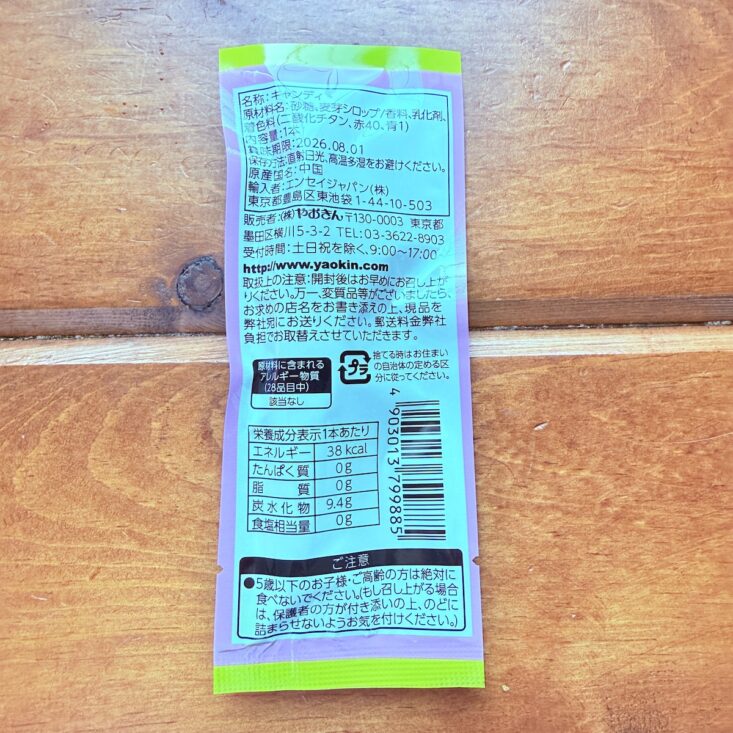 名称:キャンディ
原材料名:砂糖、麦芽シロップ/香料、乳化剤、
着色料(二酸化チタン、赤40、青1)
内容量:1本
賞味期限:2026.08.01
保存方法:直射日光、高温多湿をお避けください。
原産国名:中国
輸入者:エンセイジャパン(株)
東京都豊島区東池袋1-44-10-503
販売者:(株)やおきん〒130-0003 東京都
墨田区横川5-3-2 TEL:03-3622-8903
受付時間:土日祝を除く、9:00~17:00
http://www.yaokin.com
取扱上の注意:開封後はお早めにお召し上が
りください。万一、変質品等がございましたら、
お求めの店名をお書き添えの上、現品を
弊社宛にお送りください。郵送料金弊社
負担でお取替えさせていただきます。
原材料に含まれる
アレルギー物質
(28品目中)
該当なし
プラ
捨てる時はお住まい
の自治体の定める区
分に従ってください。
栄養成分表示1本あたり
エネルギー 38kcal
たんぱく質 0g
脂質 0g
炭水化物 9.4g
食塩相当量 0g
4 903013 799885
ご注意
●5歳以下のお子様・ご高齢の方は絶対に
食べないでください。(もし召し上がる場合
は、保護者の方が付き添いの上、のどに
詰まらせないようお気を付けください。)